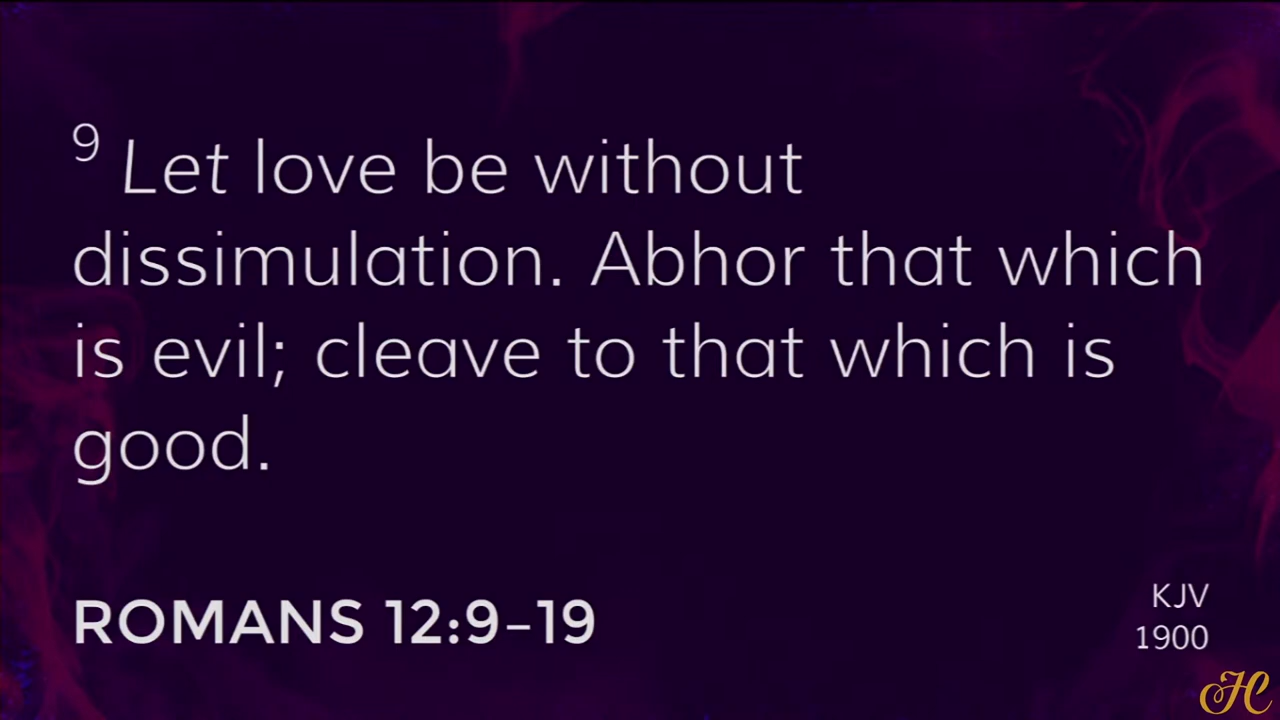 9 Let love be without
dissimulation. Abhor that which
is evil; cleave to that which is
good.
ROMANS 12:9–19
KJV
1900
H